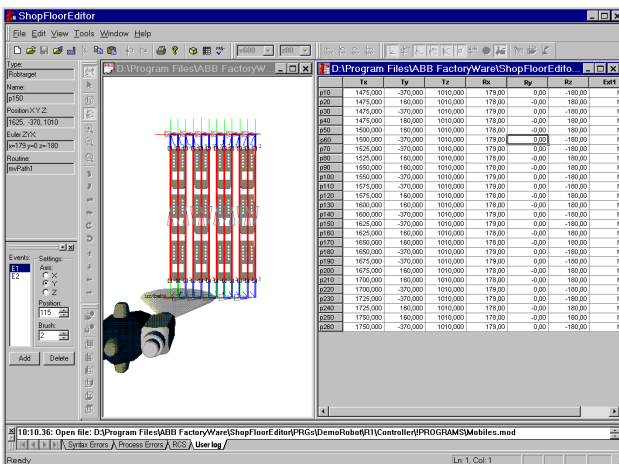 ShopFloorEditor
File Edit View Tools Window Help
v600 z80
Type:
Robtarget
Name:
p150
Position X Y Z:
1625, -370, 1010
Euler ZYX:
x=179 y=0 z=-180
Routine:
mvPath1
Events: Settings:
E1
E2
Axis:
X
Y
Z
Position:
115
Brush:
2
Add Delete
D:\Program Files\ABB FactoryW
D:\Program Files\ABB FactoryWare\ShopFloorEdito...
Tx Ty Tz Rx Ry Rz Ext1
p10 1475,000 -370,000 1010,000 179,00 0,00 -180,00
p20 1475,000 160,000 1010,000 178,00 -0,00 180,00
p30 1475,000 -370,000 1010,000 179,00 0,00 -180,00
p40 1475,000 160,000 1010,000 178,00 -0,00 180,00
p50 1500,000 160,000 1010,000 178,00 -0,00 180,00
p60 1500,000 -370,000 1010,000 179,00 0,00 -180,00
p70 1525,000 -370,000 1010,000 179,00 0,00 -180,00
p80 1525,000 160,000 1010,000 178,00 -0,00 180,00
p90 1550,000 160,000 1010,000 178,00 -0,00 180,00
p100 1550,000 -370,000 1010,000 179,00 0,00 -180,00
p110 1575,000 -370,000 1010,000 179,00 0,00 -180,00
p120 1575,000 160,000 1010,000 178,00 -0,00 180,00
p130 1600,000 160,000 1010,000 178,00 -0,00 180,00
p140 1600,000 -370,000 1010,000 179,00 0,00 -180,00
p150 1625,000 -370,000 1010,000 179,00 0,00 -180,00
p160 1625,000 160,000 1010,000 178,00 -0,00 180,00
p170 1650,000 160,000 1010,000 178,00 -0,00 180,00
p180 1650,000 -370,000 1010,000 179,00 0,00 -180,00
p190 1675,000 -370,000 1010,000 179,00 0,00 -180,00
p200 1675,000 160,000 1010,000 178,00 -0,00 180,00
p210 1700,000 160,000 1010,000 178,00 -0,00 180,00
p220 1700,000 -370,000 1010,000 179,00 0,00 -180,00
p230 1725,000 -370,000 1010,000 179,00 0,00 -180,00
p240 1725,000 160,000 1010,000 178,00 -0,00 180,00
p250 1750,000 160,000 1010,000 178,00 -0,00 180,00
p260 1750,000 -370,000 1010,000 179,00 0,00 -180,00
10:10.36: Open file: D:\Program Files\ABB FactoryWare\ShopFloorEditor\PRGs\DemoRobot\R1\Controller\!PROGRAMS\Mobiles.mod
Syntax Errors Process Errors RCS User log
Ready Ln: 1, Col: 1